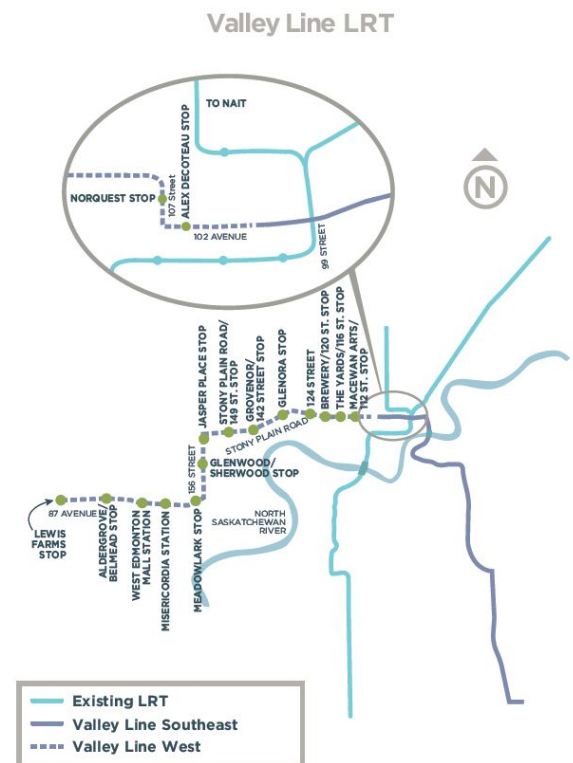 Valley Line LRT
TO NAIT
ALEX DECOTEAU STOP
NORQUEST STOP
107 Street
102 AVENUE
99 STREET
N
JASPER PLACE STOP
STONY PLAIN ROAD/
149 ST. STOP
GROVENOR/
142 STREET STOP
GLENORA STOP
124 STREET
BREWERY/120 ST. STOP
THE YARDS/116 ST. STOP
MACEWAN ARTS/
112 ST. STOP
STONY PLAIN ROAD
156 STREET
GLENWOOD/
SHERWOOD STOP
87 AVENUE
LEWIS
FARMS
STOP
ALDERGROVE/
BELMEAD STOP
WEST EDMONTON
MALL STATION
MISERICORDIA STATION
MEADOWLARK STOP
NORTH
SASKATCHEWAN
RIVER
Existing LRT
Valley Line Southeast
Valley Line West